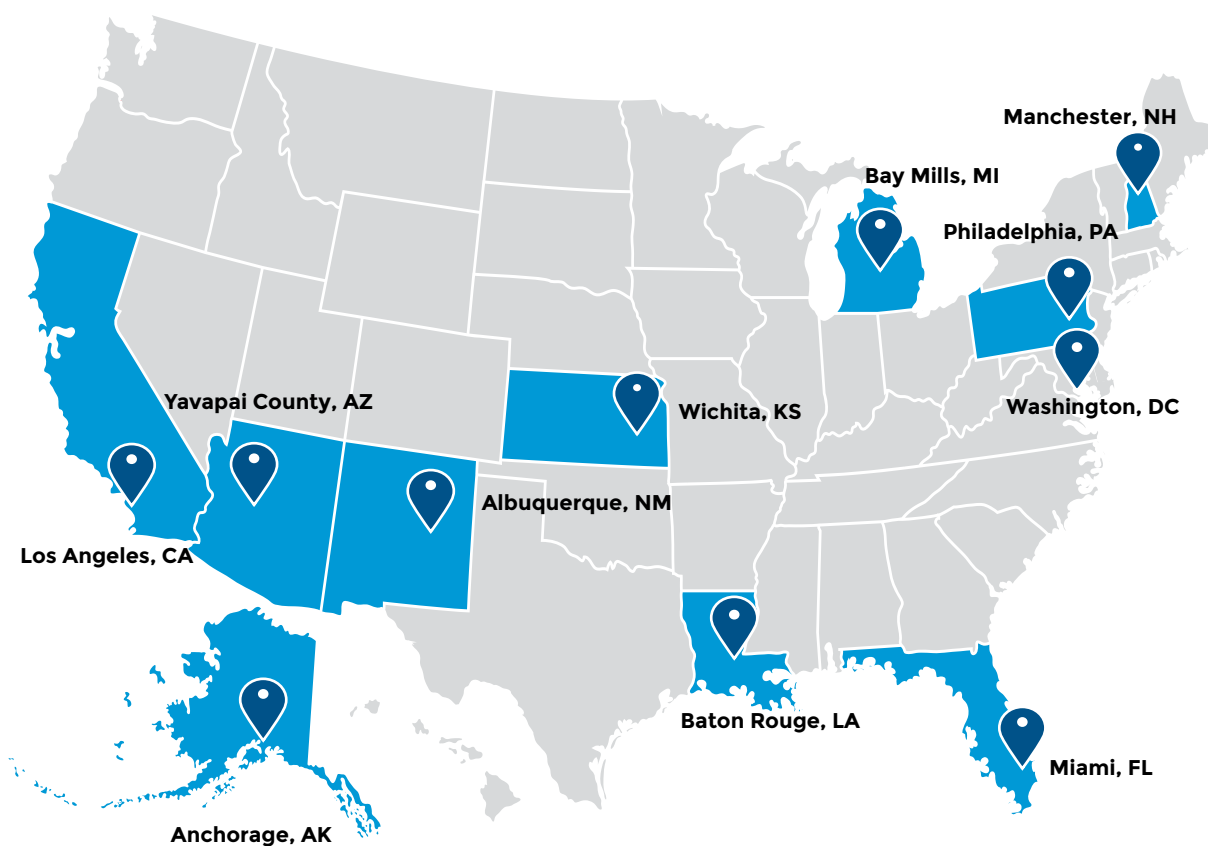 Manchester, NH
Bay Mills, MI
Philadelphia, PA
Yavapai County, AZ
Washington, DC
Wichita, KS
Albuquerque, NM
Los Angeles, CA
Baton Rouge, LA
Miami, FL
Anchorage, AK